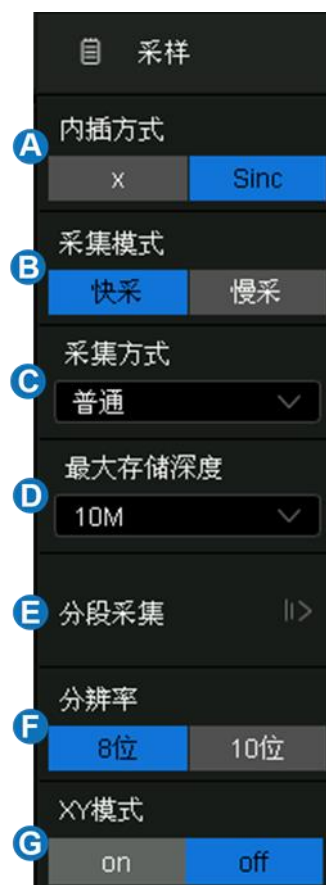 采样
A
内插方式
x Sinc
B
采集模式
快采 慢采
C
采集方式
普通
D
最大存储深度
10M
E
分段采集
F
分辨率
8位 10位
G
XY模式
on off